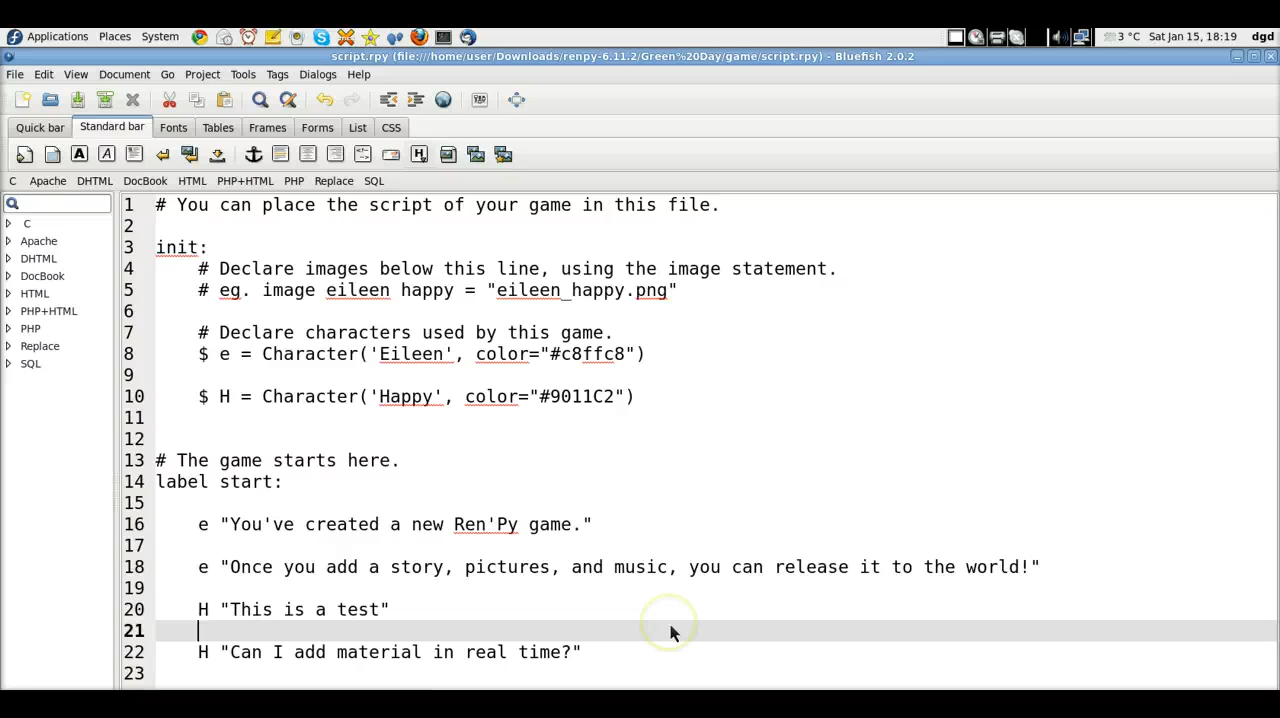 Applications Places System 3 °C Sat Jan 15, 18:19 dgd
script.rpy (file:///home/user/Downloads/renpy-6.11.2/Green%20Day/game/script.rpy) - Bluefish 2.0.2
File Edit View Document Go Project Tools Tags Dialogs Help
Quick bar Standard bar Fonts Tables Frames Forms List CSS
C Apache DHTML DocBook HTML PHP+HTML PHP Replace SQL
C
Apache
DHTML
DocBook
HTML
PHP+HTML
PHP
Replace
SQL
1 # You can place the script of your game in this file.
2
3 init:
4 # Declare images below this line, using the image statement.
5 # eg. image eileen happy = "eileen_happy.png"
6
7 # Declare characters used by this game.
8 $ e = Character('Eileen', color="#c8ffc8")
9
10 $ H = Character('Happy', color="#9011C2")
11
12
13 # The game starts here.
14 label start:
15
16 e "You've created a new Ren'Py game."
17
18 e "Once you add a story, pictures, and music, you can release it to the world!"
19
20 H "This is a test"
21
22 H "Can I add material in real time?"
23